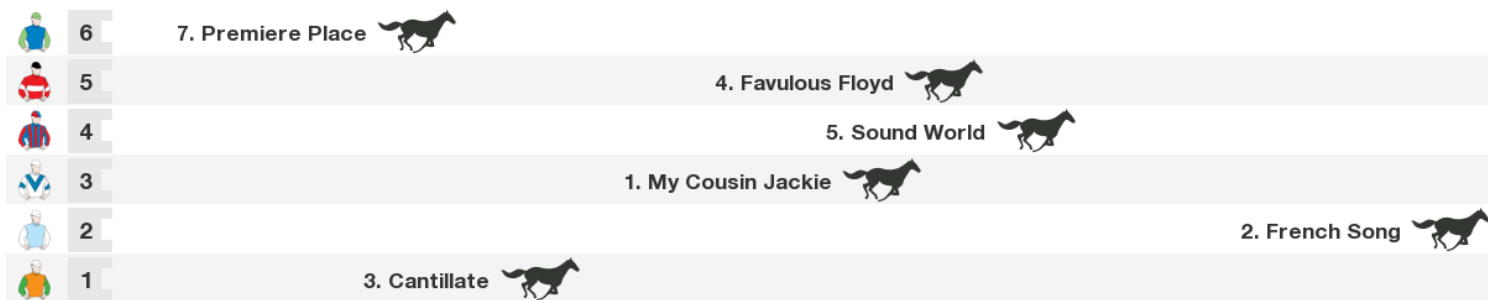 6 7. Premiere Place
5 4. Favulous Floyd
4 5. Sound World
3 1. My Cousin Jackie
2 2. French Song
1 3. Cantillate